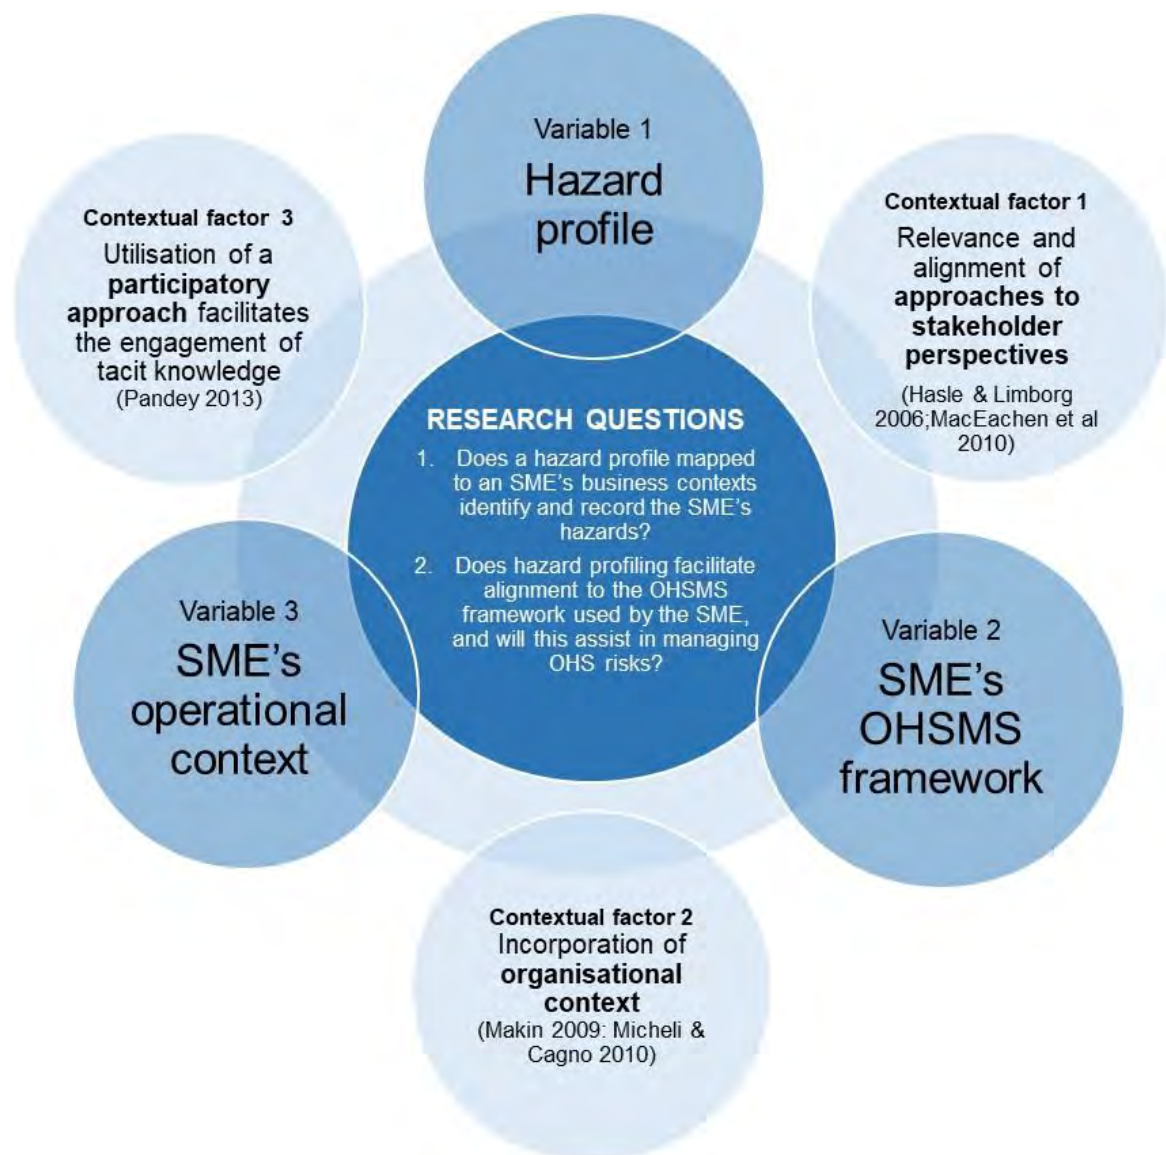 Variable 1
Hazard
profile
Contextual factor 1
Relevance and
alignment of
approaches to
stakeholder
perspectives
(Hasle & Limborg
2006;MacEachen et al
2010)
Variable 2
SME's
OHSMS
framework
Contextual factor 2
Incorporation of
organisational
context
(Makin 2009: Micheli &
Cagno 2010)
Variable 3
SME's
operational
context
Contextual factor 3
Utilisation of a
participatory
approach facilitates
the engagement of
tacit knowledge
(Pandey 2013)
RESEARCH QUESTIONS
1. Does a hazard profile mapped
to an SME's business contexts
identify and record the SME's
hazards?
2. Does hazard profiling facilitate
alignment to the OHSMS
framework used by the SME,
and will this assist in managing
OHS risks?